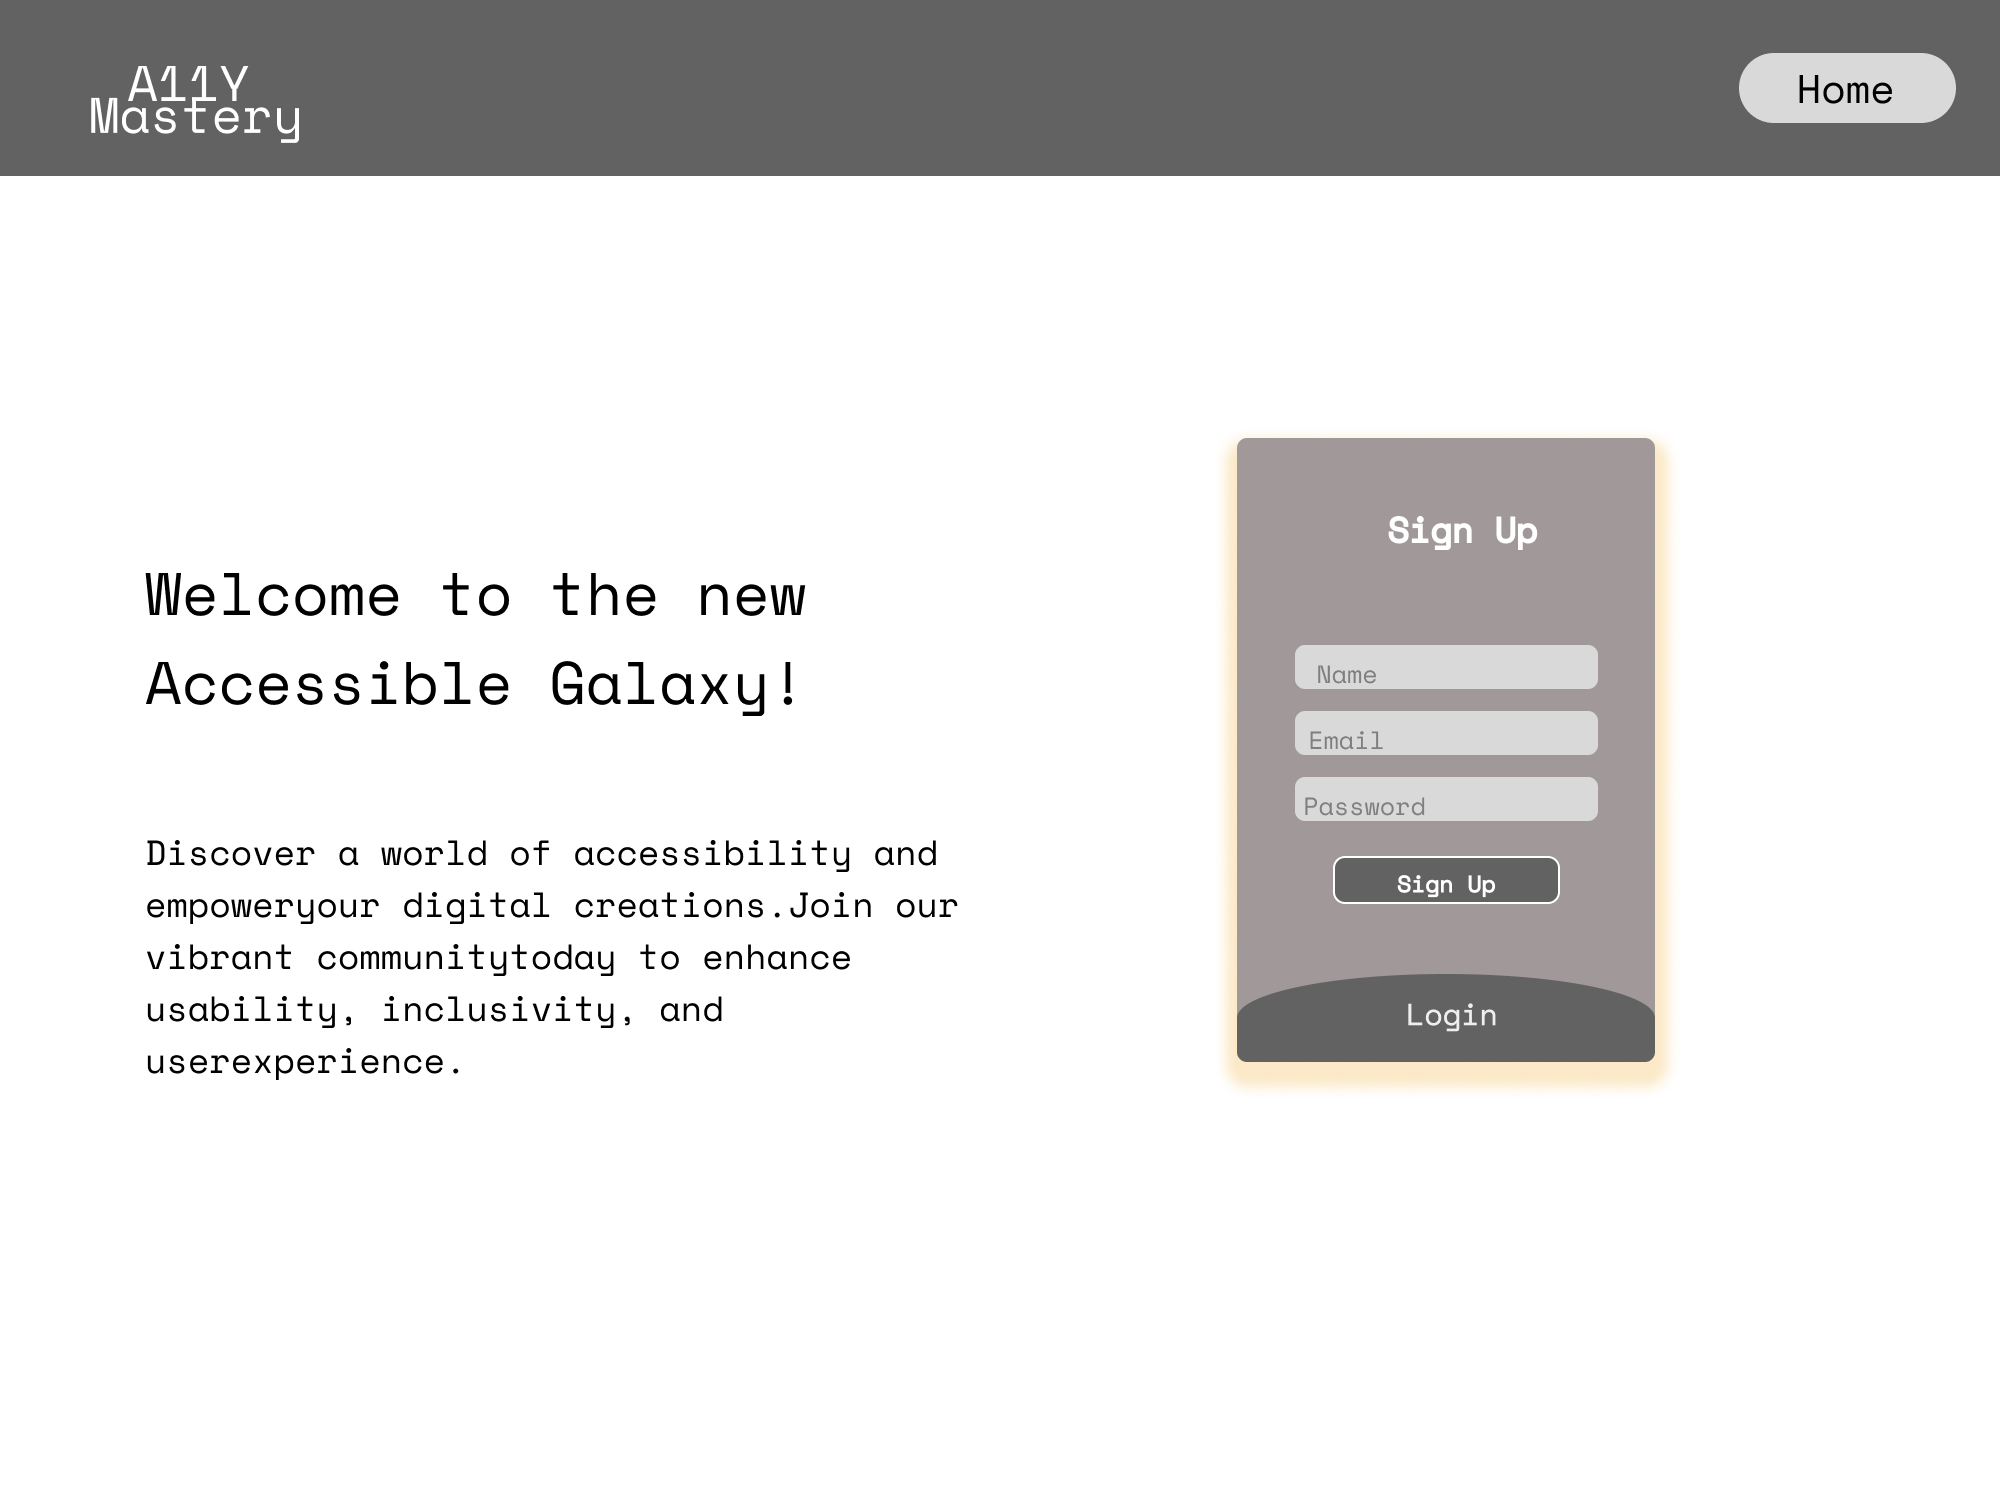 A11Y
Mastery
Home
Welcome to the new
Accessible Galaxy!
Discover a world of accessibility and
empoweryour digital creations.Join our
vibrant communitytoday to enhance
usability, inclusivity, and
userexperience.
Sign Up
Name
Email
Password
Sign Up
Login